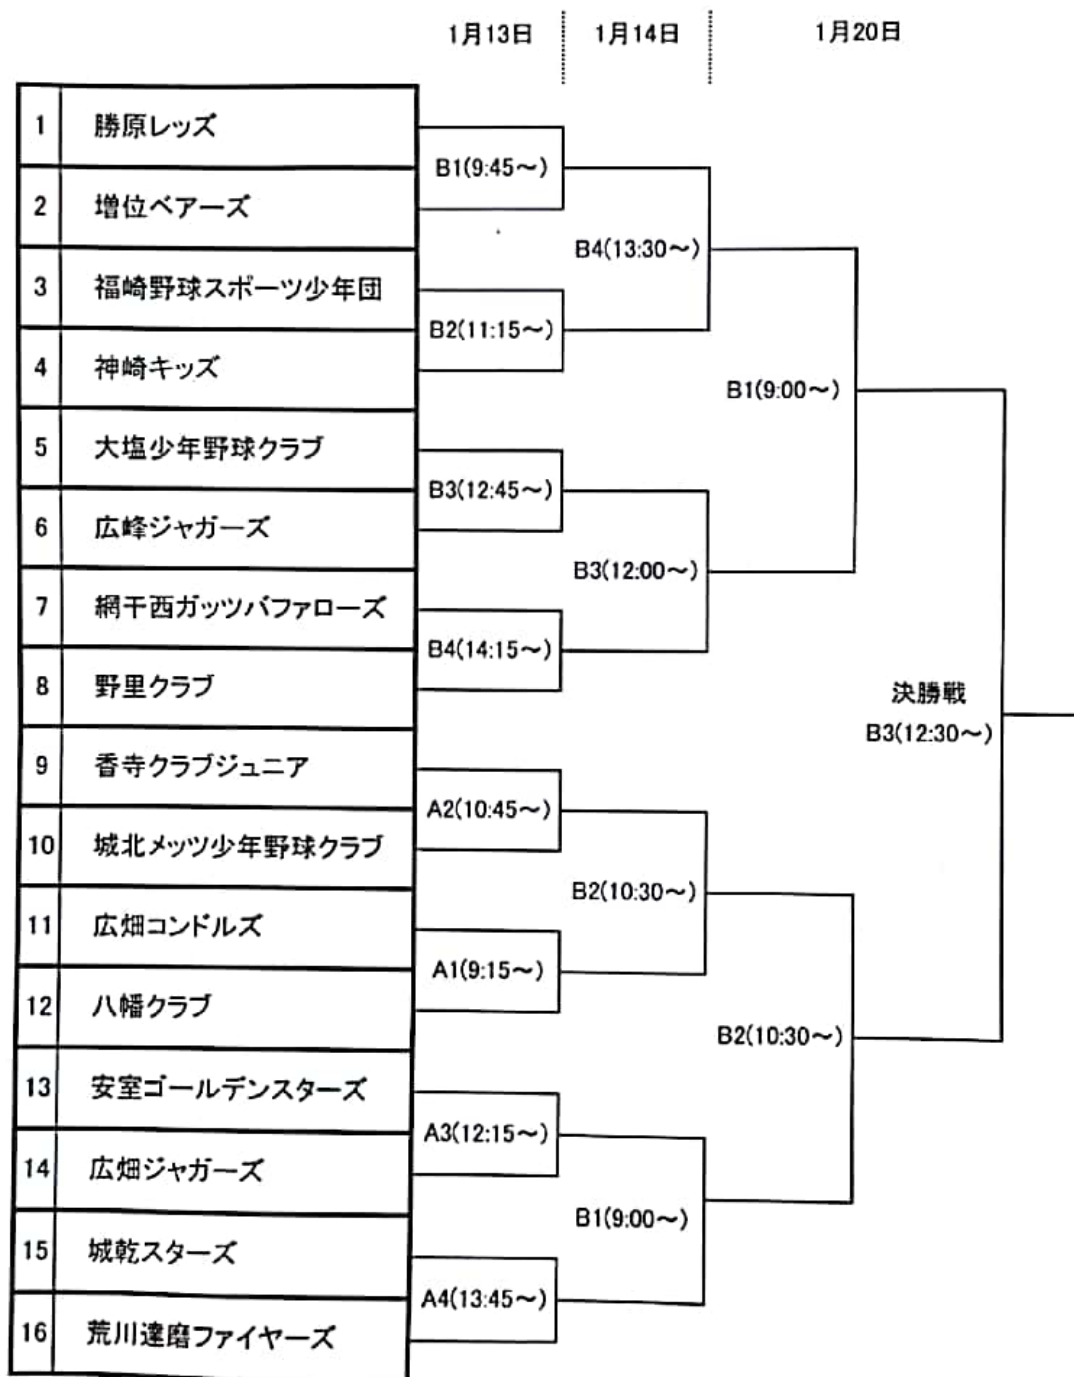 1月13日 1月14日 1月20日
1 勝原レッズ
B1(9:45～)
2 増位ベアーズ
B4(13:30～)
3 福崎野球スポーツ少年団
B2(11:15～)
4 神崎キッズ
B1(9:00～)
5 大塩少年野球クラブ
B3(12:45～)
6 広峰ジャガーズ
B3(12:00～)
7 網干西ガッツバファローズ
B4(14:15～)
8 野里クラブ
決勝戦
B3(12:30～)
9 香寺クラブジュニア
A2(10:45～)
10 城北メッツ少年野球クラブ
B2(10:30～)
11 広畑コンドルズ
A1(9:15～)
12 八幡クラブ
B2(10:30～)
13 安室ゴールデンスターズ
A3(12:15～)
14 広畑ジャガーズ
B1(9:00～)
15 城乾スターズ
A4(13:45～)
16 荒川達磨ファイヤーズ